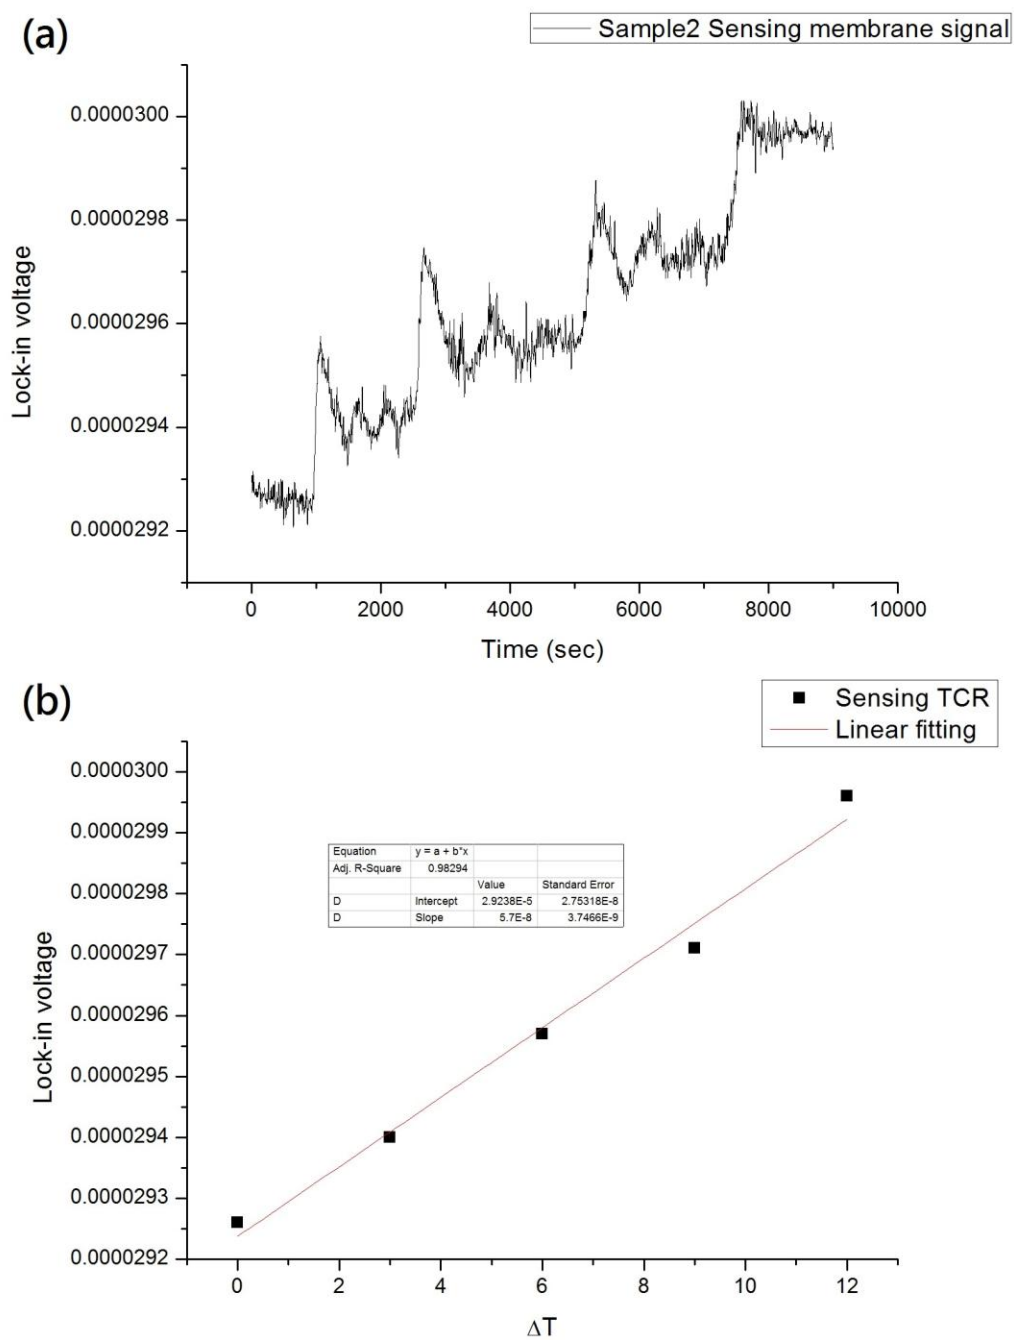 (a)
Sample2 Sensing membrane signal
0.0000300
0.0000298
0.0000296
0.0000294
0.0000292
Lock-in voltage
0 2000 4000 6000 8000 10000
Time (sec)
(b)
Sensing TCR
Linear fitting
0.0000300
0.0000299
0.0000298
0.0000297
0.0000296
0.0000295
0.0000294
0.0000293
0.0000292
Lock-in voltage
Equation y = a + b*x
Adj. R-Square 0.98294
Value Standard Error
D Intercept 2.9238E-5 2.75318E-8
D Slope 5.7E-8 3.7466E-9
0 2 4 6 8 10 12
ΔT